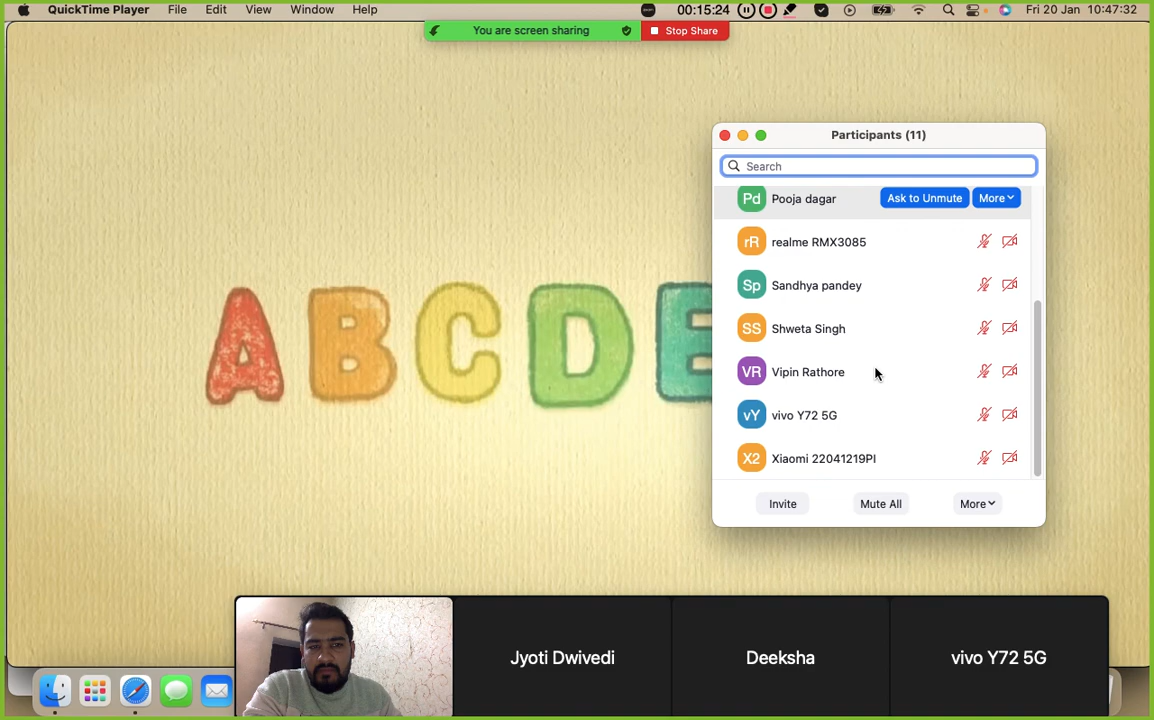 QuickTime Player File Edit View Window Help 00:15:24 Fri 20 Jan 10:47:32
You are screen sharing Stop Share
Participants (11)
Search
Pd Pooja dagar Ask to Unmute More
rR realme RMX3085
Sp Sandhya pandey
SS Shweta Singh
VR Vipin Rathore
vY vivo Y72 5G
X2 Xiaomi 22041219PI
Invite Mute All More
A B C D E
Jyoti Dwivedi Deeksha vivo Y72 5G